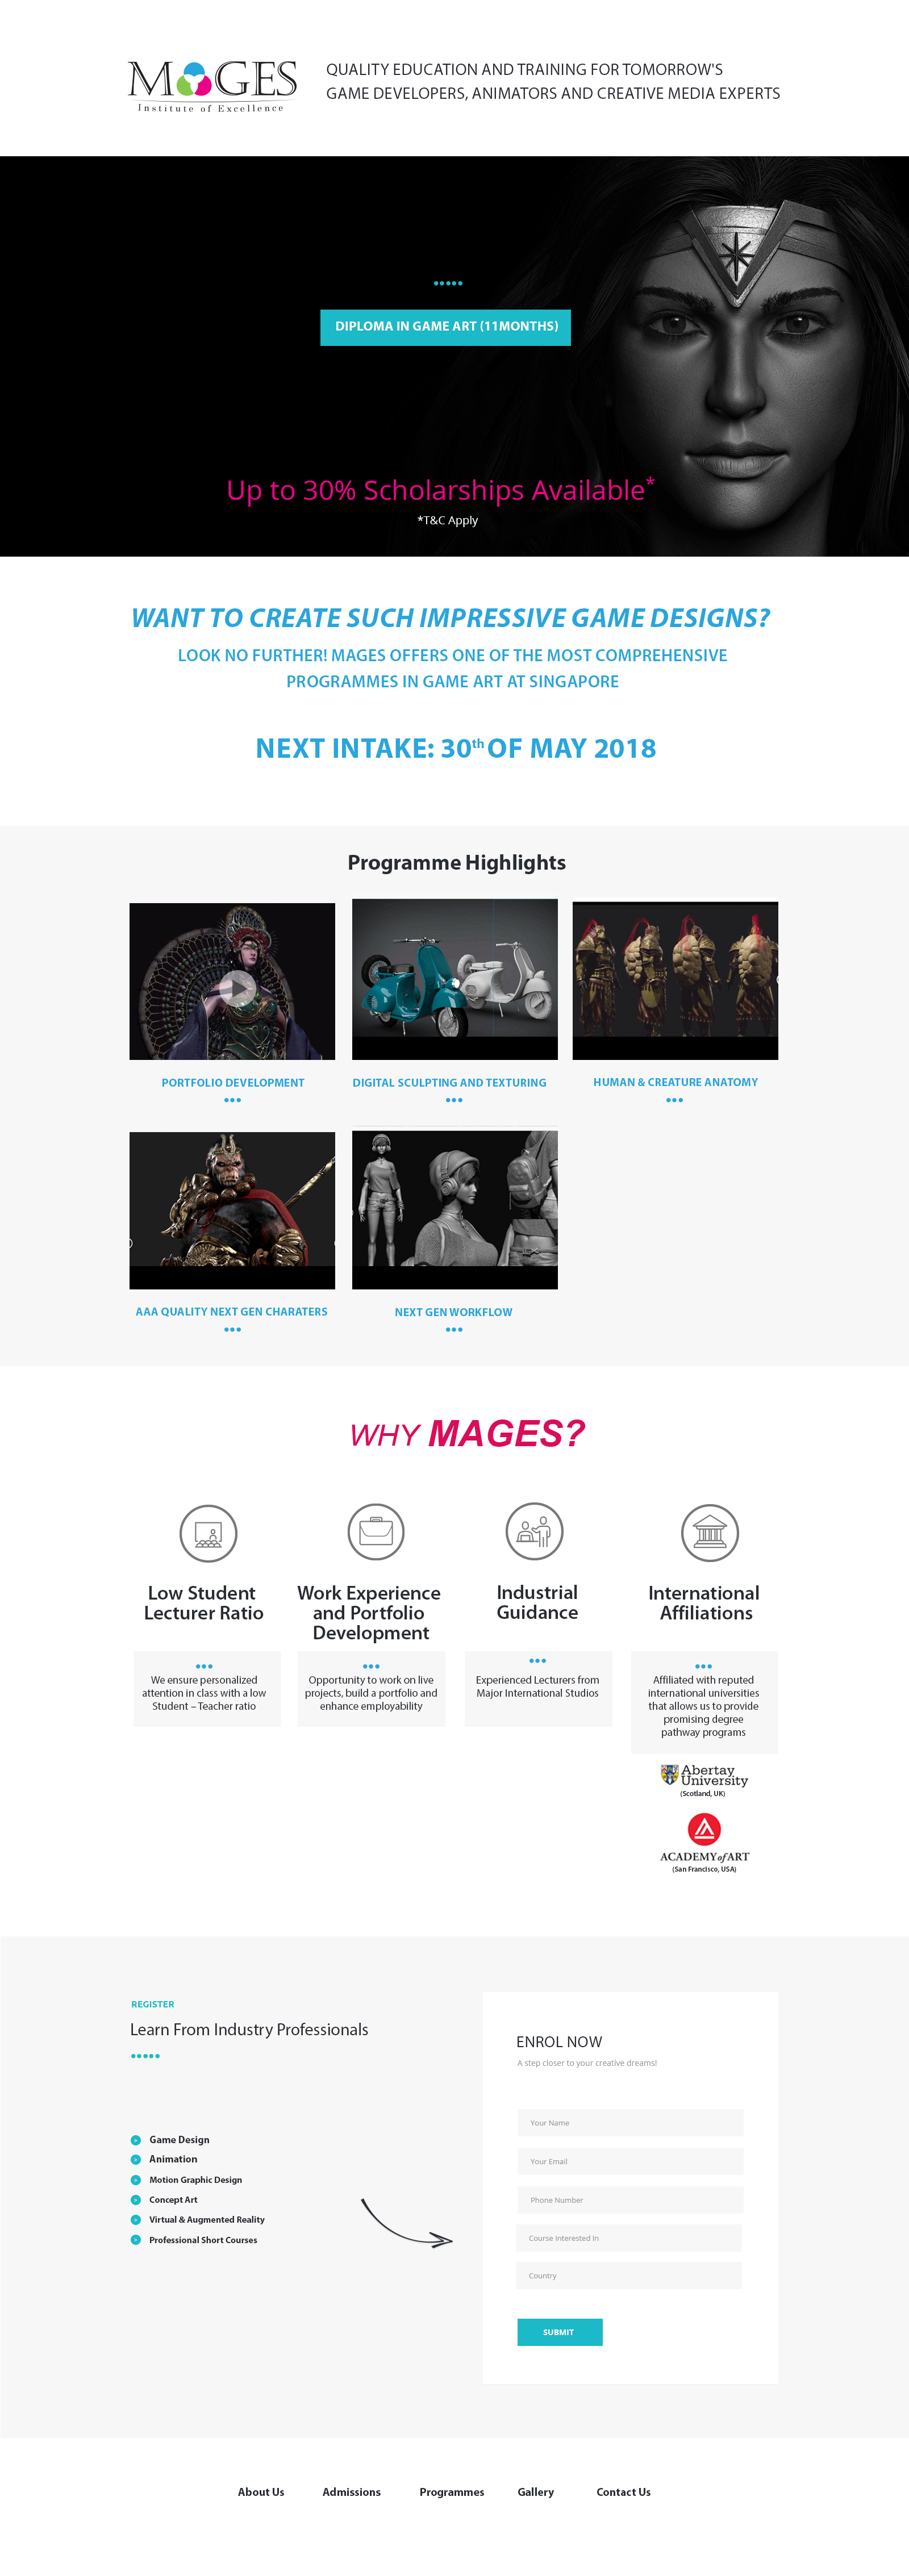 MAGES
Institute of Excellence
QUALITY EDUCATION AND TRAINING FOR TOMORROW'S
GAME DEVELOPERS, ANIMATORS AND CREATIVE MEDIA EXPERTS
DIPLOMA IN GAME ART (11MONTHS)
Up to 30% Scholarships Available*
*T&C Apply
WANT TO CREATE SUCH IMPRESSIVE GAME DESIGNS?
LOOK NO FURTHER! MAGES OFFERS ONE OF THE MOST COMPREHENSIVE
PROGRAMMES IN GAME ART AT SINGAPORE
NEXT INTAKE: 30th OF MAY 2018
Programme Highlights
PORTFOLIO DEVELOPMENT
DIGITAL SCULPTING AND TEXTURING
HUMAN & CREATURE ANATOMY
AAA QUALITY NEXT GEN CHARATERS
NEXT GEN WORKFLOW
WHY MAGES?
Low Student
Lecturer Ratio
We ensure personalized
attention in class with a low
Student – Teacher ratio
Work Experience
and Portfolio
Development
Opportunity to work on live
projects, build a portfolio and
enhance employability
Industrial
Guidance
Experienced Lecturers from
Major International Studios
International
Affiliations
Affiliated with reputed
international universities
that allows us to provide
promising degree
pathway programs
Abertay
University
(Scotland, UK)
ACADEMY of ART
(San Francisco, USA)
REGISTER
Learn From Industry Professionals
Game Design
Animation
Motion Graphic Design
Concept Art
Virtual & Augmented Reality
Professional Short Courses
ENROL NOW
A step closer to your creative dreams!
Your Name
Your Email
Phone Number
Course Interested In
Country
SUBMIT
About Us
Admissions
Programmes
Gallery
Contact Us